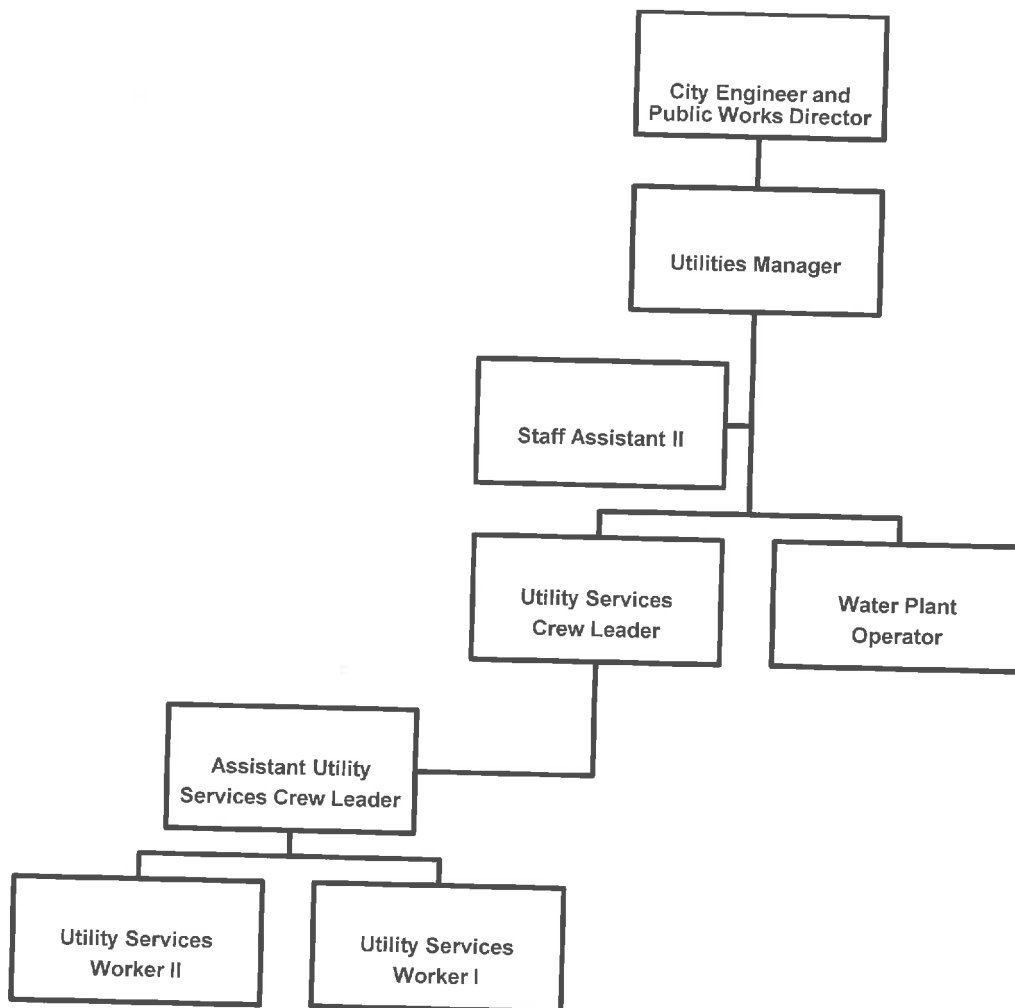 City Engineer and
Public Works Director
Utilities Manager
Staff Assistant II
Utility Services
Crew Leader
Water Plant
Operator
Assistant Utility
Services Crew Leader
Utility Services
Worker II
Utility Services
Worker I